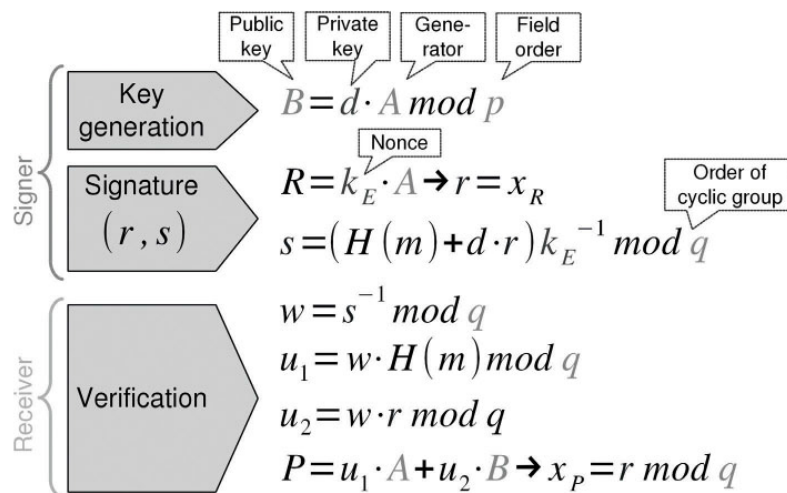 Public key
Private key
Gene-
rator
Field order
Key generation
B = d · A mod p
Nonce
Signer
Signature
(r , s)
R = k_E · A → r = x_R
Order of
cyclic group
s = (H (m) + d · r) k_E^{-1} mod q
Receiver
Verification
w = s^{-1} mod q
u_1 = w · H (m) mod q
u_2 = w · r mod q
P = u_1 · A + u_2 · B → x_P = r mod q